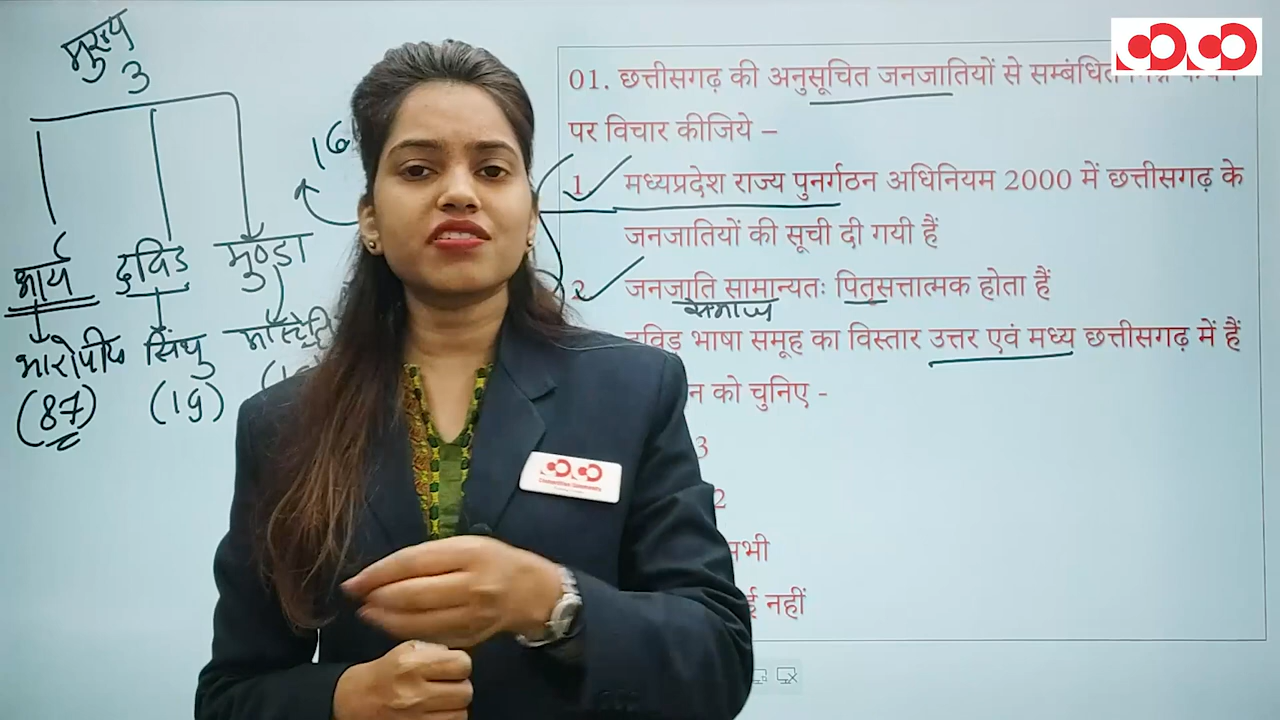 मुख्य
3
आर्य
द्रविड
मुण्डा
भारोपीय
सिंधु
(87)
(19)
16
01. छत्तीसगढ़ की अनुसूचित जनजातियों से सम्बंधित
पर विचार कीजिये –
1. मध्यप्रदेश राज्य पुनर्गठन अधिनियम 2000 में छत्तीसगढ़ के
जनजातियों की सूची दी गयी हैं
2. जनजाति सामान्यतः पितृसत्तात्मक होता हैं
समाज
भाषा समूह का विस्तार उत्तर एवं मध्य छत्तीसगढ़ में हैं
को चुनिए -
3
2
नहीं